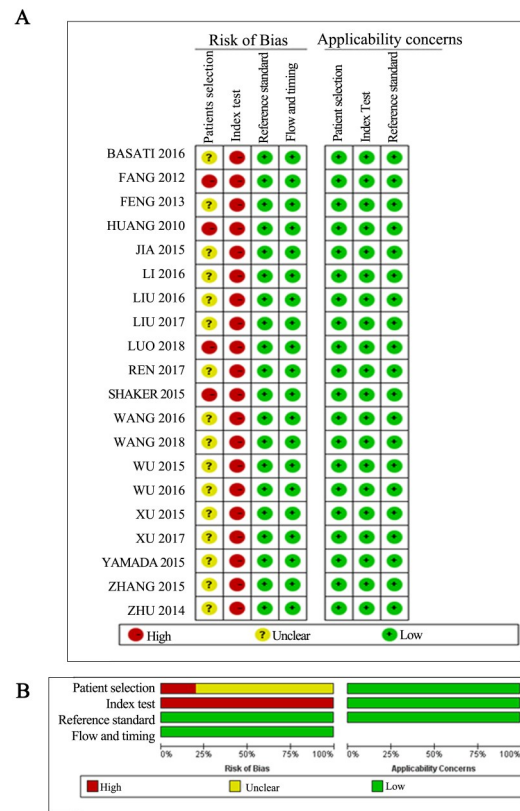 A
Risk of Bias Applicability concerns
Patients selection
Index test
Reference standard
Flow and timing
Patient selection
Index Test
Reference standard
BASATI 2016
FANG 2012
FENG 2013
HUANG 2010
JIA 2015
LI 2016
LIU 2016
LIU 2017
LUO 2018
REN 2017
SHAKER 2015
WANG 2016
WANG 2018
WU 2015
WU 2016
XU 2015
XU 2017
YAMADA 2015
ZHANG 2015
ZHU 2014
High Unclear Low
B
Patient selection
Index test
Reference standard
Flow and timing
0% 25% 50% 75% 100% 0% 25% 50% 75% 100%
Risk of Bias Applicability Concerns
High Unclear Low